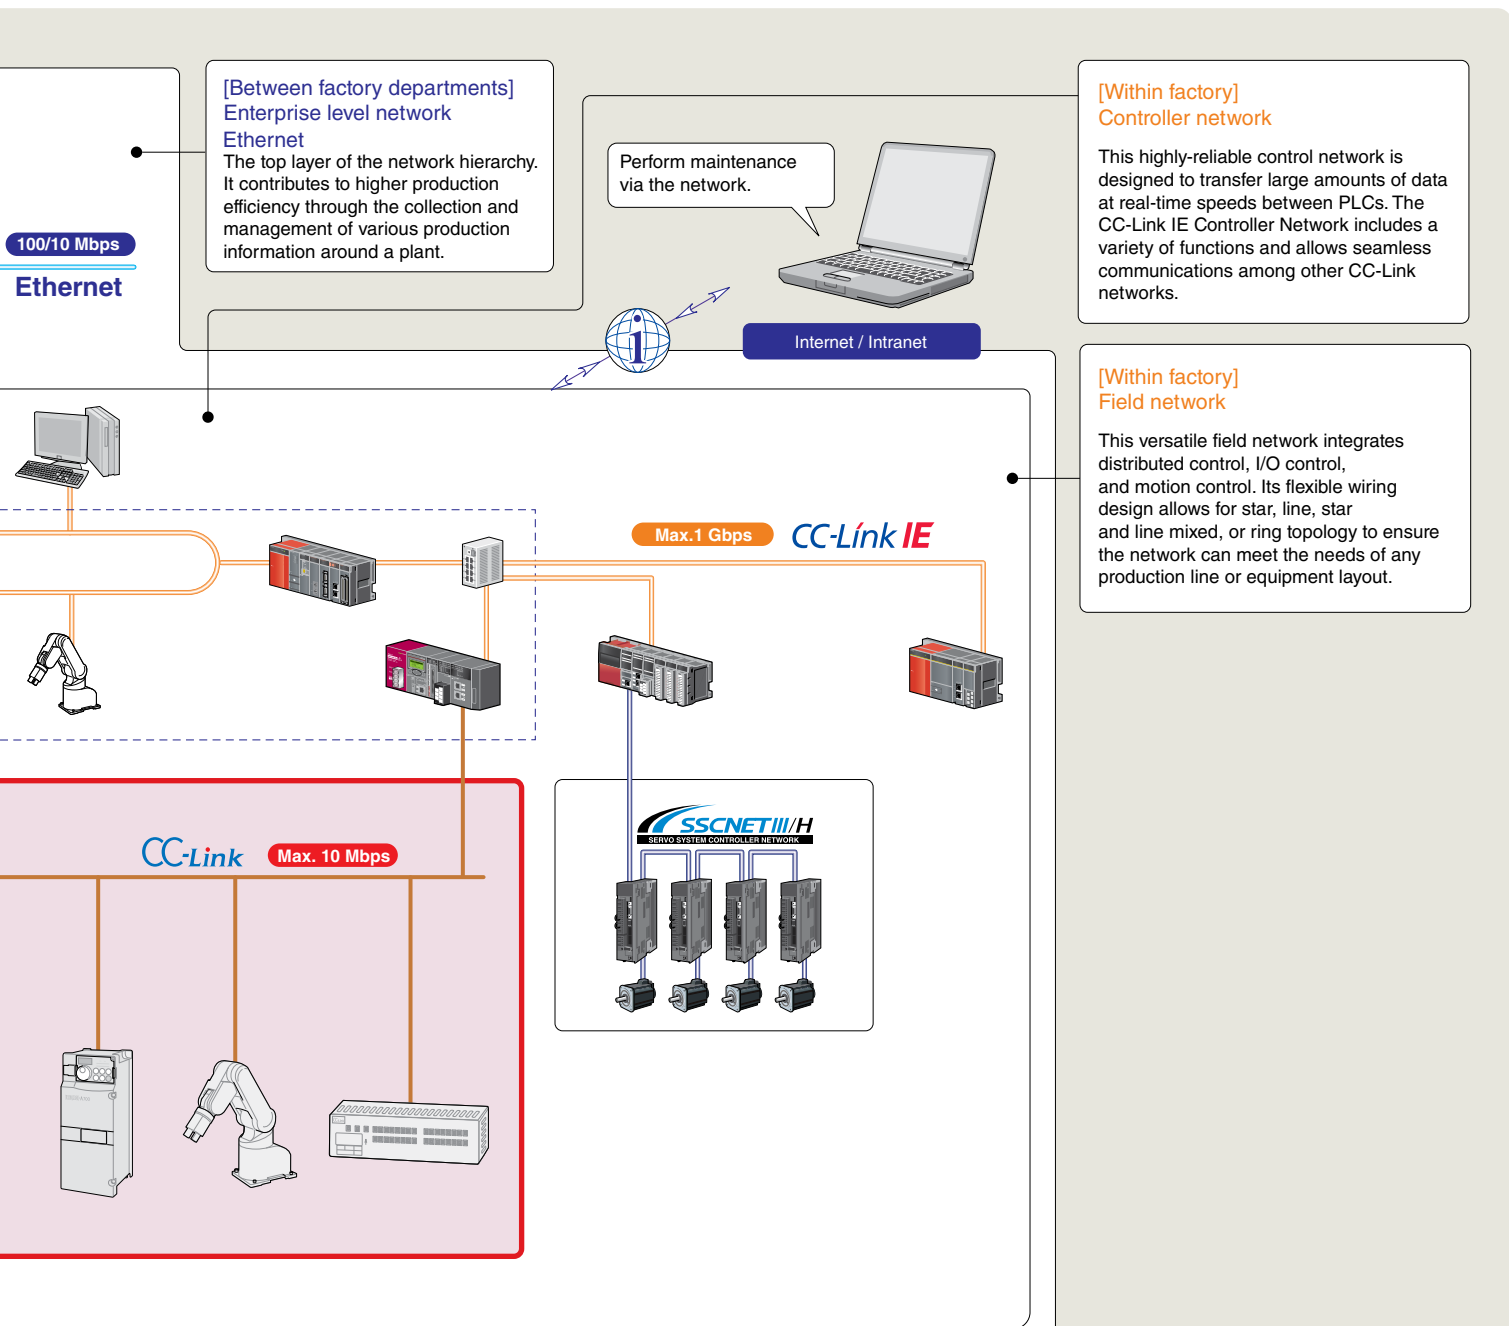 [Between factory departments]
Enterprise level network
Ethernet
The top layer of the network hierarchy.
It contributes to higher production
efficiency through the collection and
management of various production
information around a plant.
100/10 Mbps
Ethernet
Perform maintenance
via the network.
Internet / Intranet
[Within factory]
Controller network
This highly-reliable control network is
designed to transfer large amounts of data
at real-time speeds between PLCs. The
CC-Link IE Controller Network includes a
variety of functions and allows seamless
communications among other CC-Link
networks.
[Within factory]
Field network
This versatile field network integrates
distributed control, I/O control,
and motion control. Its flexible wiring
design allows for star, line, star
and line mixed, or ring topology to ensure
the network can meet the needs of any
production line or equipment layout.
Max.1 Gbps
CC-Link IE
SSCNETIII/H
SERVO SYSTEM CONTROLLER NETWORK
CC-Link
Max. 10 Mbps